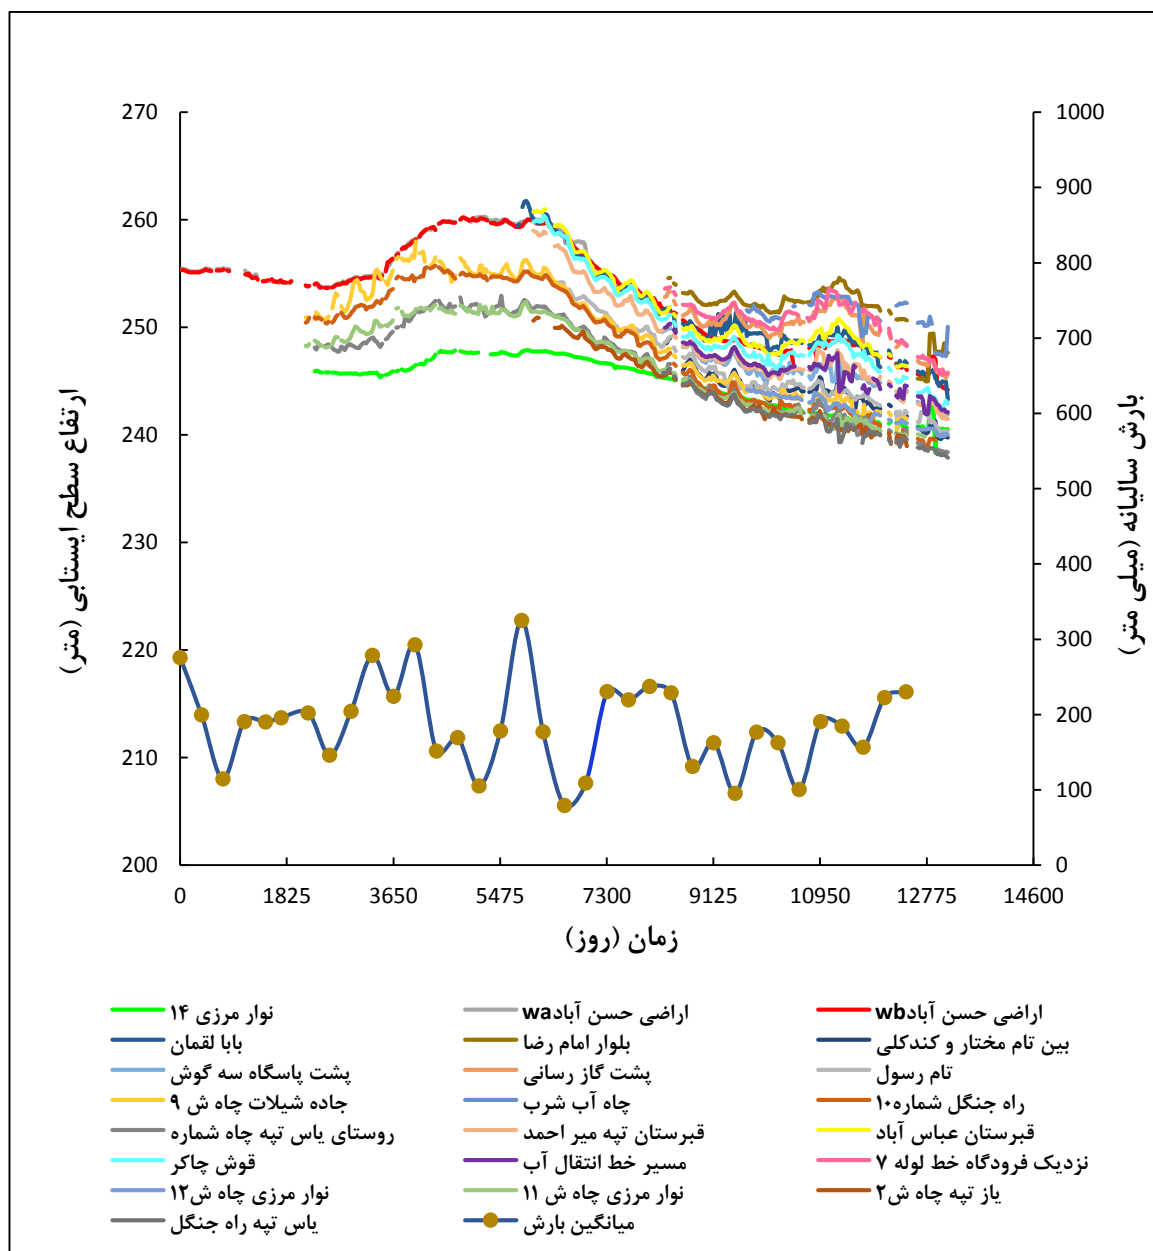 270
260
250
240
230
220
210
200
1000
900
800
700
600
500
400
300
200
100
0
ارتفاع سطح ایستابی (متر)
بارش سالیانه (میلی متر)
0 1825 3650 5475 7300 9125 10950 12775 14600
زمان (روز)
نوار مرزی ۱۴
اراضی حسن آبادwa
اراضی حسن آبادwb
بابا لقمان
بلوار امام رضا
بین تام مختار و کندکلی
پشت پاسگاه سه گوش
پشت گاز رسانی
تام رسول
جاده شیلات چاه ش ۹
چاه آب شرب
راه جنگل شماره۱۰
روستای یاس تپه چاه شماره
قبرستان تپه میر احمد
قبرستان عباس آباد
قوش چاکر
مسیر خط انتقال آب
نزدیک فرودگاه خط لوله ۷
نوار مرزی چاه ش۱۲
نوار مرزی چاه ش ۱۱
یاز تپه چاه ش۲
یاس تپه راه جنگل
میانگین بارش